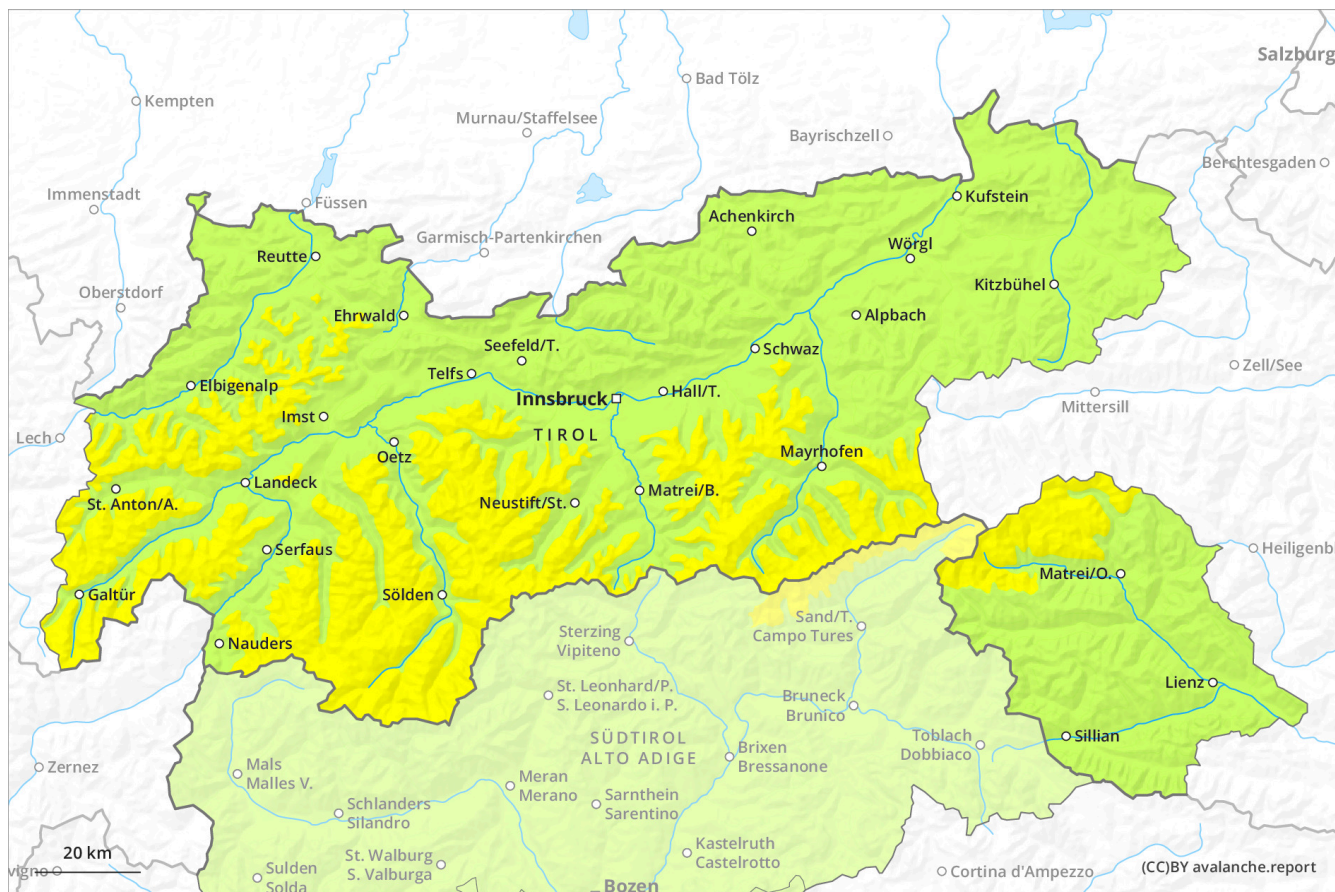 Salzburg
Bad Tölz
Kempten
Murnau/Staffelsee
Bayrischzell
Berchtesgaden
Immenstadt
Füssen
Kufstein
Achenkirch
Garmisch-Partenkirchen
Wörgl
Reutte
Kitzbühel
Oberstdorf
Ehrwald
Alpbach
Seefeld/T.
Schwaz
Zell/See
Telfs
Elbigenalp
Hall/T.
Innsbruck
Mittersill
Imst
TIROL
Lech
Oetz
Mayrhofen
Landeck
Matrei/B.
St. Anton/A.
Neustift/St.
Serfaus
Heiligenb
Matrei/O.
Galtür
Sölden
Sand/T.
Campo Tures
Sterzing
Vipiteno
Nauders
Lienz
St. Leonhard/P.
S. Leonardo i. P.
Bruneck
Brunico
Sillian
SÜDTIROL
ALTO ADIGE
Toblach
Dobbiaco
Brixen
Bressanone
Zernez
Mals
Malles V.
Meran
Merano
Sarnthein
Sarentino
Schlanders
Silandro
Kastelruth
Castelrotto
20 km
St. Walburg
S. Valburga
vigno
Sulden
Solda
Cortina d'Ampezzo
(CC)BY avalanche.report
Bozen